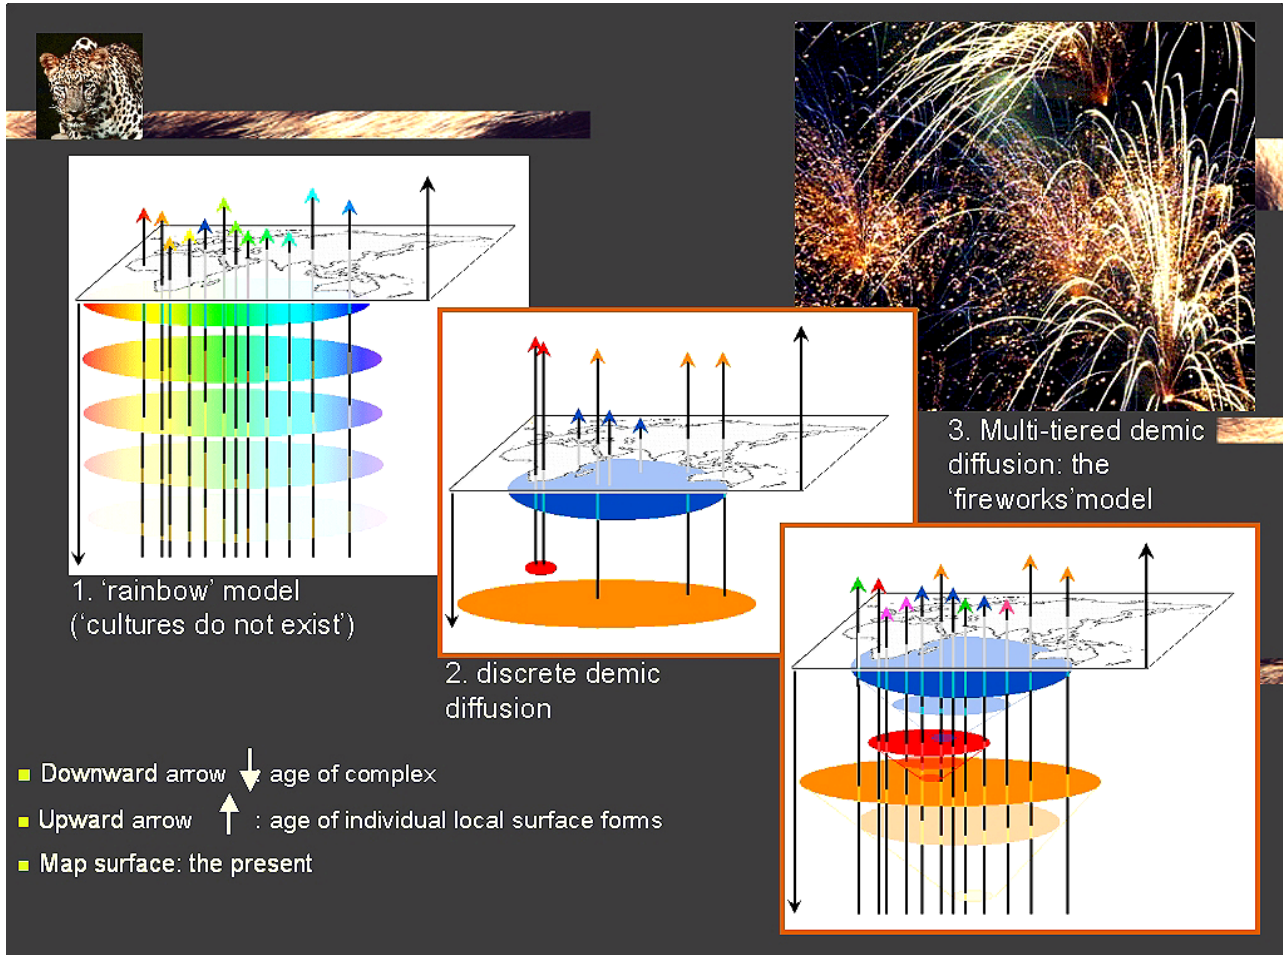 1. ‘rainbow’ model
(‘cultures do not exist’)
2. discrete demic
diffusion
3. Multi-tiered demic
diffusion: the
‘fireworks’model
Downward arrow : age of complex
Upward arrow : age of individual local surface forms
Map surface: the present